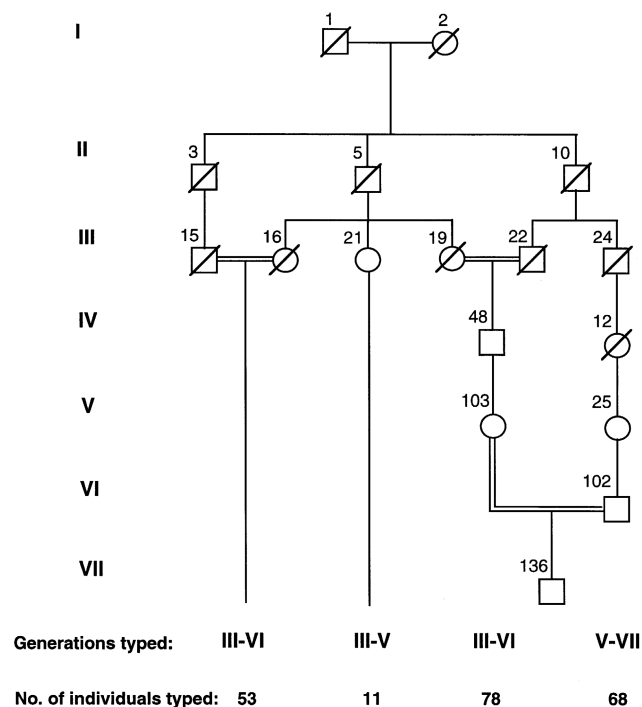 I 1 2
II 3 5 10
III 15 16 21 19 22 24
IV 48 12
V 103 25
VI 102
VII 136
Generations typed: III-VI III-V III-VI V-VII
No. of individuals typed: 53 11 78 68